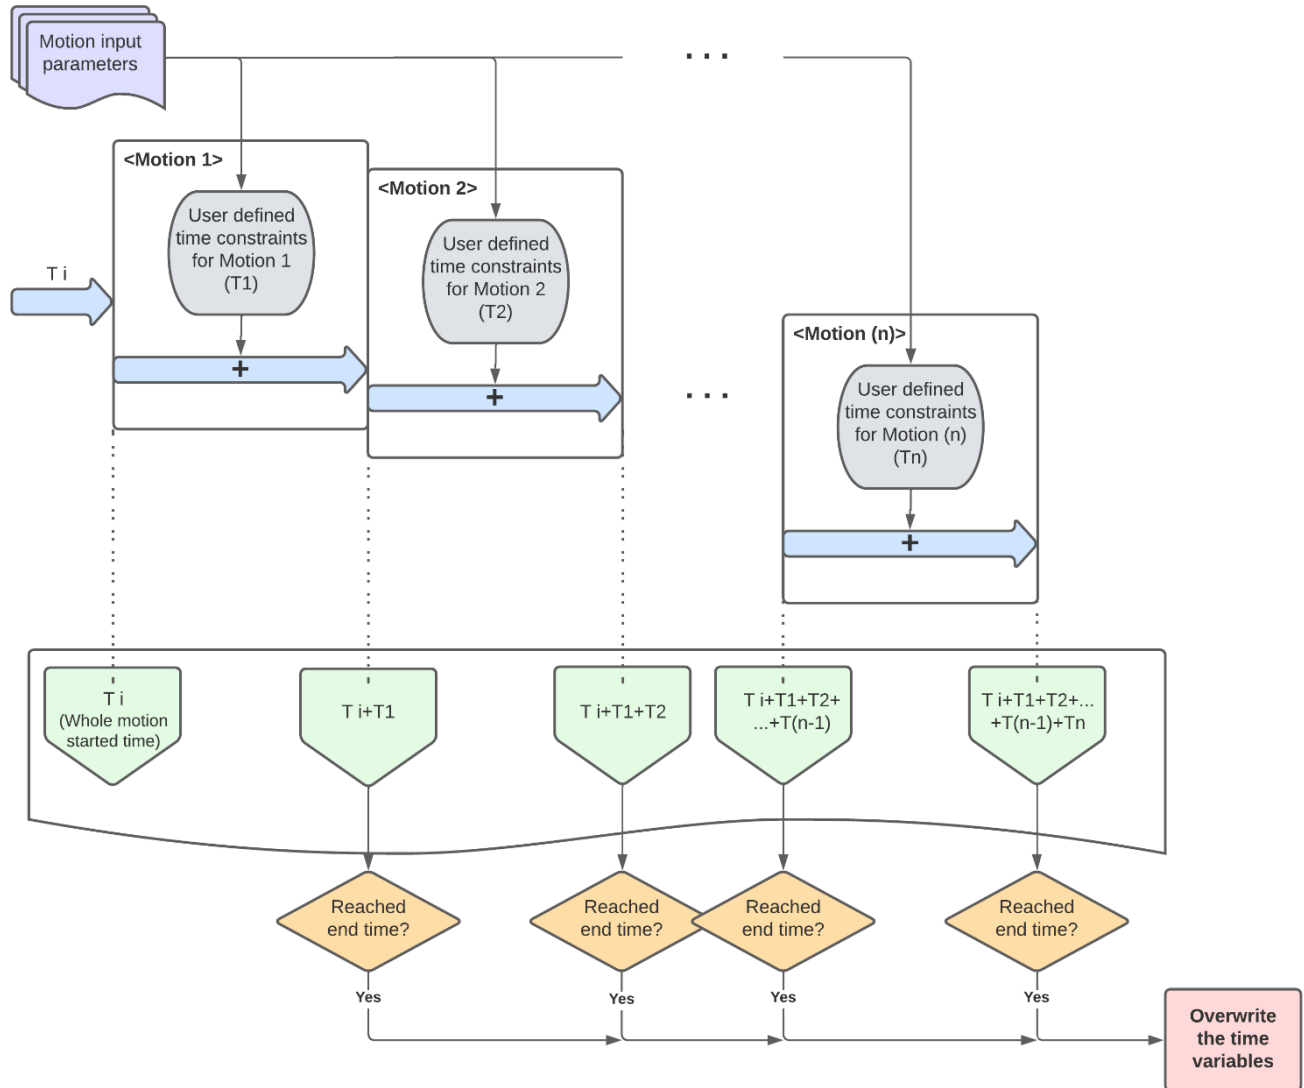 Motion input
parameters
. . .
<Motion 1>
User defined
time constraints
for Motion 1
(T1)
<Motion 2>
User defined
time constraints
for Motion 2
(T2)
T i
+
+
. . .
<Motion (n)>
User defined
time constraints
for Motion (n)
(Tn)
+
T i
(Whole motion
started time)
T i+T1
T i+T1+T2
T i+T1+T2+
...+T(n-1)
T i+T1+T2+...
+T(n-1)+Tn
Reached
end time?
Reached
end time?
Reached
end time?
Reached
end time?
Yes
Yes
Yes
Yes
Overwrite
the time
variables